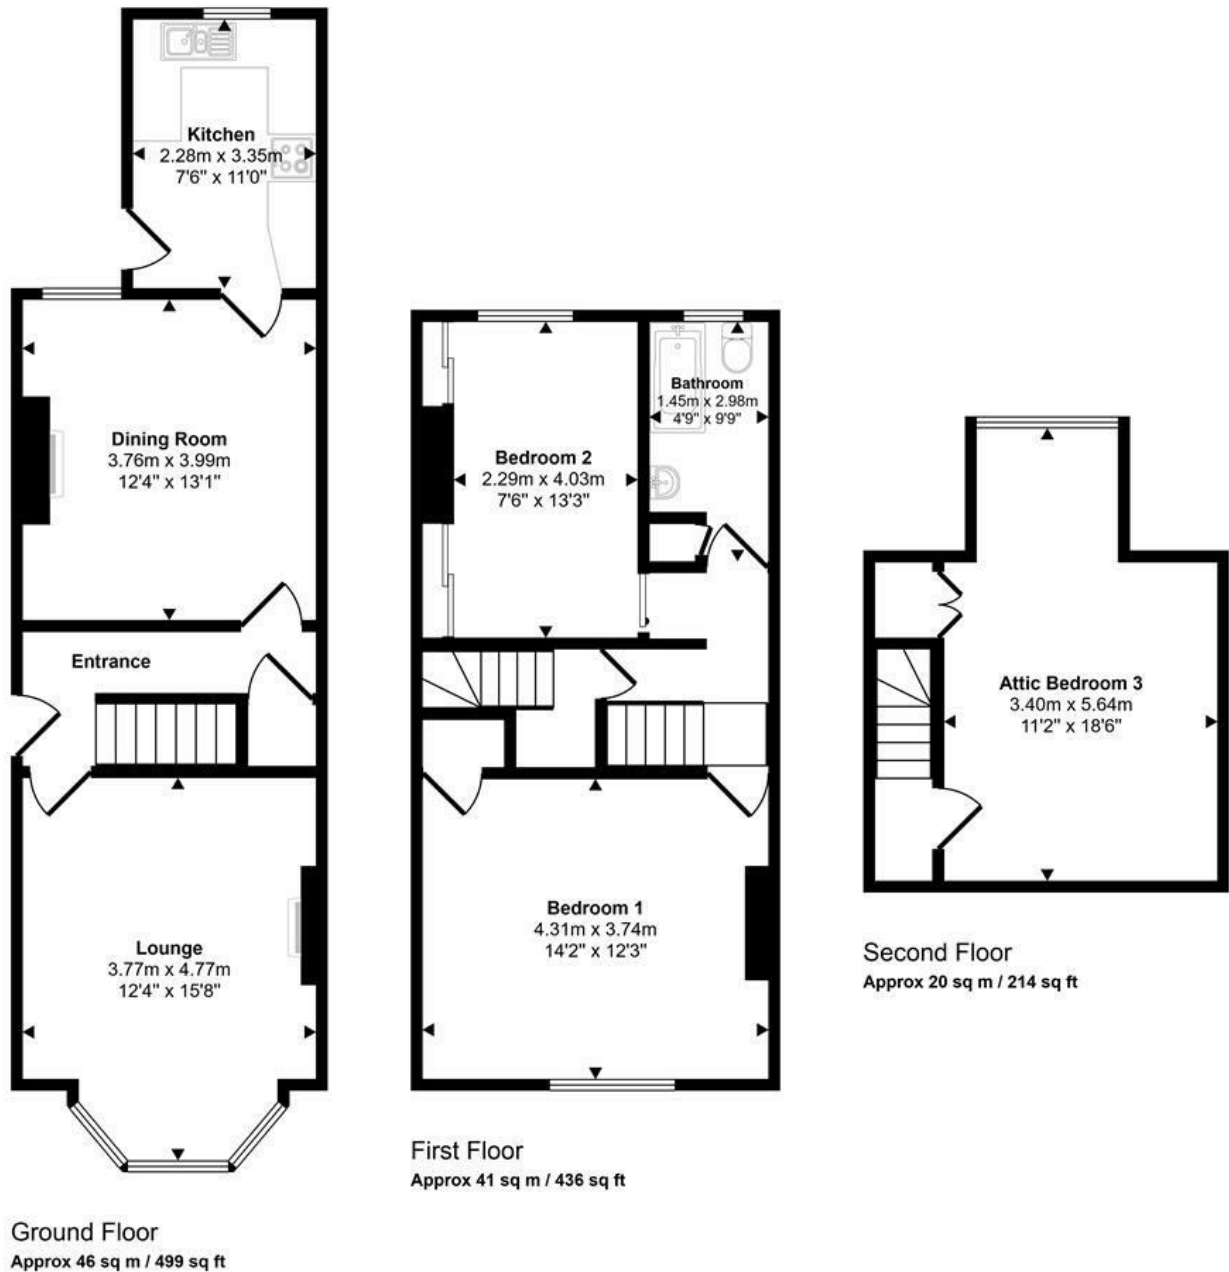 Kitchen
2.28m x 3.35m
7'6" x 11'0"
Dining Room
3.76m x 3.99m
12'4" x 13'1"
Entrance
Lounge
3.77m x 4.77m
12'4" x 15'8"
Ground Floor
Approx 46 sq m / 499 sq ft
Bedroom 2
2.29m x 4.03m
7'6" x 13'3"
Bathroom
1.45m x 2.98m
4'9" x 9'9"
Bedroom 1
4.31m x 3.74m
14'2" x 12'3"
First Floor
Approx 41 sq m / 436 sq ft
Attic Bedroom 3
3.40m x 5.64m
11'2" x 18'6"
Second Floor
Approx 20 sq m / 214 sq ft